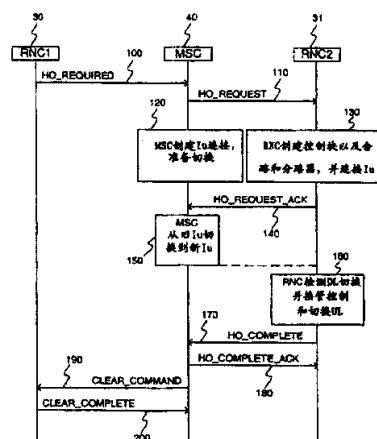 30
40
31
RNC1
MSC
RNC2
100
HO_REQUIRED
110
HO_REQUEST
120
130
MSC创建Iu连接,
准备切换
RNC创建控制块以及合
路和分路器,并连接Iu
HO_REQUEST_ACK
140
MSC
从旧Iu切
换到新Iu
150
160
RNC检测DL切换
并接管控制
和切换UL
170
HO_COMPLETE
190
HO_COMPLETE_ACK
180
CLEAR_COMMAND
CLEAR_COMPLETE
200